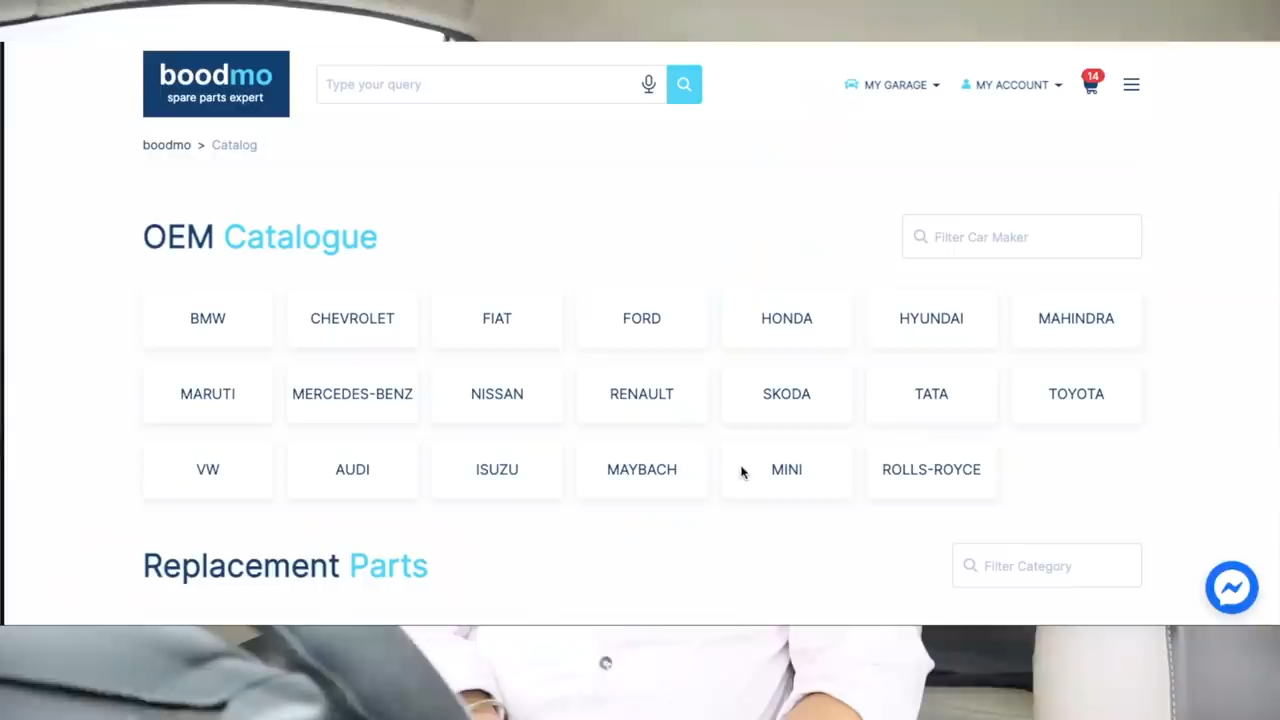 boodmo
spare parts expert
Type your query
MY GARAGE
MY ACCOUNT
14
boodmo > Catalog
OEM Catalogue
Filter Car Maker
BMW
CHEVROLET
FIAT
FORD
HONDA
HYUNDAI
MAHINDRA
MARUTI
MERCEDES-BENZ
NISSAN
RENAULT
SKODA
TATA
TOYOTA
VW
AUDI
ISUZU
MAYBACH
MINI
ROLLS-ROYCE
Replacement Parts
Filter Category